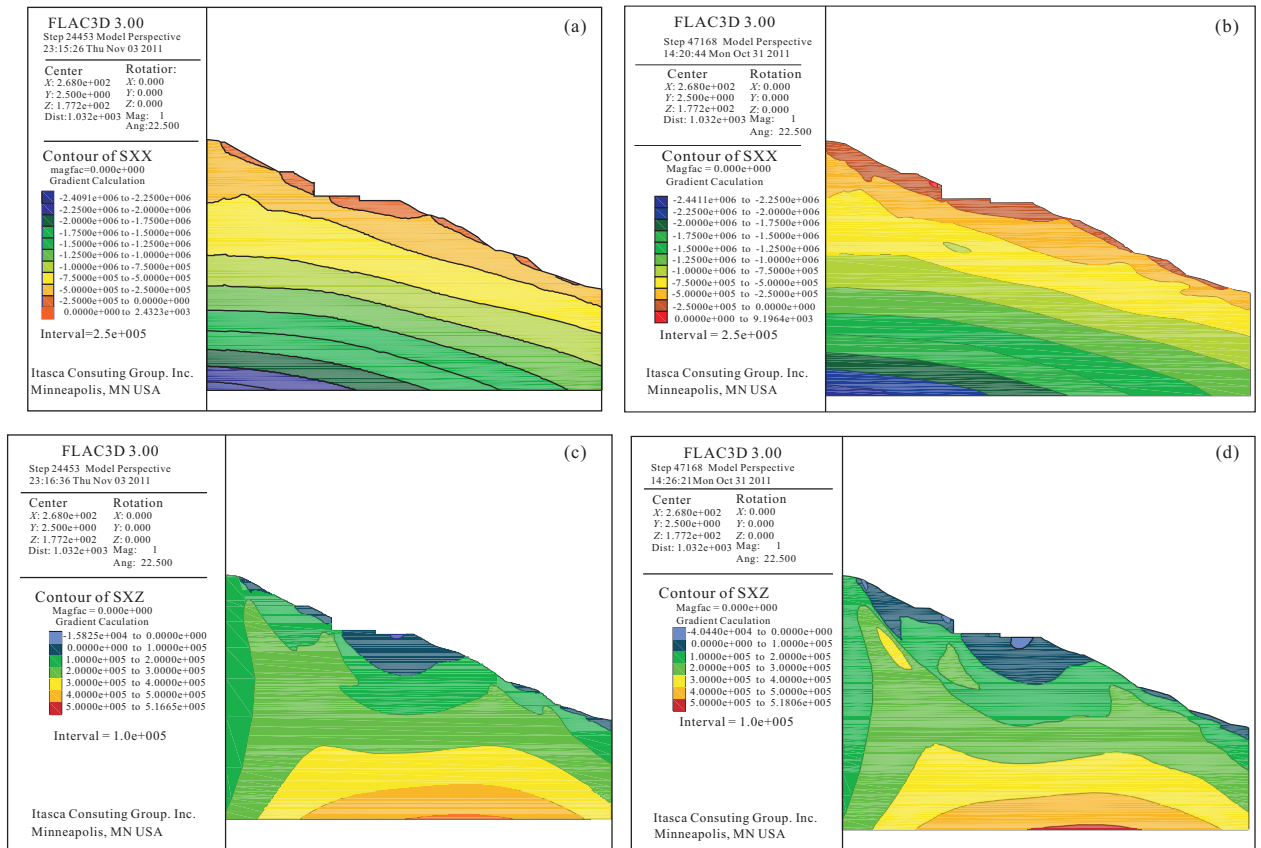 FLAC3D 3.00
(a)
Step 24453 Model Perspective
23:15:26 Thu Nov 03 2011
Center Rotatior:
X: 2.680e+002 X: 0.000
Y: 2.500e+000 Y: 0.000
Z: 1.772e+002 Z: 0.000
Dist:1.032e+003 Mag: 1
Ang:22.500
Contour of SXX
magfac=0.000e+000
Gradient Caculation
-2.4091e+006 to -2.2500e+006
-2.2500e+006 to -2.0000e+006
-2.0000e+006 to -1.7500e+006
-1.7500e+006 to -1.5000e+006
-1.5000e+006 to -1.2500e+006
-1.2500e+006 to -1.0000e+006
-1.0000e+006 to -7.500e+005
-7.5000e+005 to -5.0000e+005
-5.0000e+005 to -2.5000e+005
-2.5000e+005 to 0.0000e+000
0.0000e+000 to 2.4323e+003
Interval=2.5e+005
Itasca Consuting Group. Inc.
Minneapolis, MN USA
FLAC3D 3.00
(b)
Step 47168 Model Perspective
14:20:44 Mon Oct 31 2011
Center Rotation
X: 2.680e+002 X: 0.000
Y: 2.500e+000 Y: 0.000
Z: 1.772e+002 Z: 0.000
Dist: 1.032e+003 Mag: 1
Ang: 22.500
Contour of SXX
Magfac = 0.000e+000
Gradient Caculation
-2.4411e+006 to -2.2500e+006
-2.2500e+006 to -2.0000e+006
-2.0000e+006 to -1.7500e+006
-1.7500e+006 to -1.5000e+006
-1.5000e+006 to -1.2500e+006
-1.2500e+006 to -1.0000e+006
-1.0000e+006 to -7.5000e+005
-7.5000e+005 to -5.0000e+005
-5.0000e+005 to -2.5000e+005
-2.5000e+005 to 0.0000e+000
0.0000e+000 to 9.1964e+003
Interval = 2.5e+005
Itasca Consuting Group. Inc.
Minneapolis, MN USA
FLAC3D 3.00
(c)
Step 24453 Model Perspective
23:16:36 Thu Nov 03 2011
Center Rotation
X: 2.680e+002 X: 0.000
Y: 2.500e+000 Y: 0.000
Z: 1.772e+002 Z: 0.000
Dist: 1.032e+003 Mag: 1
Ang: 22.500
Contour of SXZ
Magfac = 0.000e+000
Gradient Caculation
-1.5825e+004 to 0.0000e+000
0.0000e+000 to 1.0000e+005
1.0000e+005 to 2.0000e+005
2.0000e+005 to 3.0000e+005
3.0000e+005 to 4.0000e+005
4.0000e+005 to 5.0000e+005
5.0000e+005 to 5.1665e+005
Interval = 1.0e+005
Itasca Consuting Group. Inc.
Minneapolis, MN USA
FLAC3D 3.00
(d)
Step 47168 Model Perspective
14:26:21 Mon Oct 31 2011
Center Rotation
X: 2.680e+002 X: 0.000
Y: 2.500e+000 Y: 0.000
Z: 1.772e+002 Z: 0.000
Dist: 1.032e+003 Mag: 1
Ang: 22.500
Contour of SXZ
Magfac = 0.000e+000
Gradient Caculation
-4.0440e+004 to 0.0000e+000
0.0000e+000 to 1.0000e+005
1.0000e+005 to 2.0000e+005
2.0000e+005 to 3.0000e+005
3.0000e+005 to 4.0000e+005
4.0000e+005 to 5.0000e+005
5.0000e+005 to 5.1806e+005
Interval = 1.0e+005
Itasca Consuting Group. Inc.
Minneapolis, MN USA